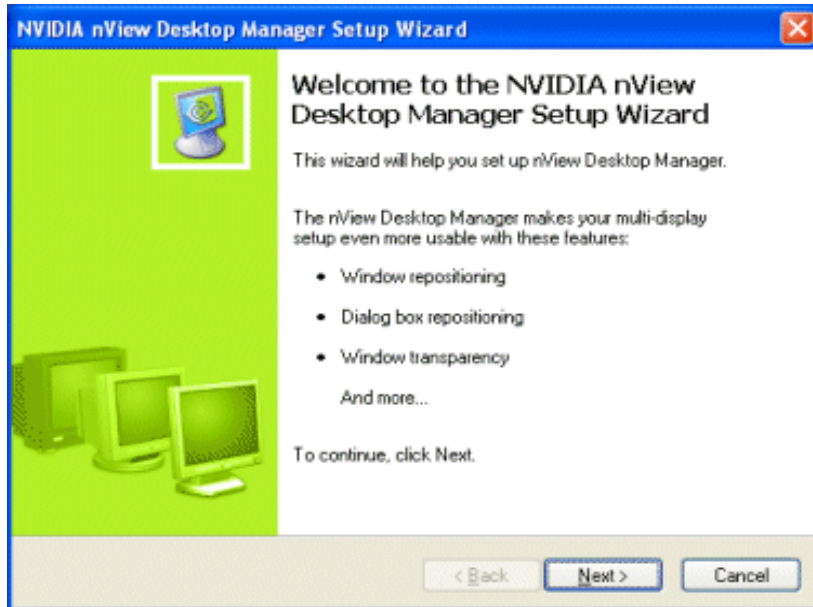 NVIDIA nView Desktop Manager Setup Wizard
Welcome to the NVIDIA nView
Desktop Manager Setup Wizard
This wizard will help you set up nView Desktop Manager.
The nView Desktop Manager makes your multi-display
setup even more usable with these features:
• Window repositioning
• Dialog box repositioning
• Window transparency
And more...
To continue, click Next.
< Back
Next >
Cancel